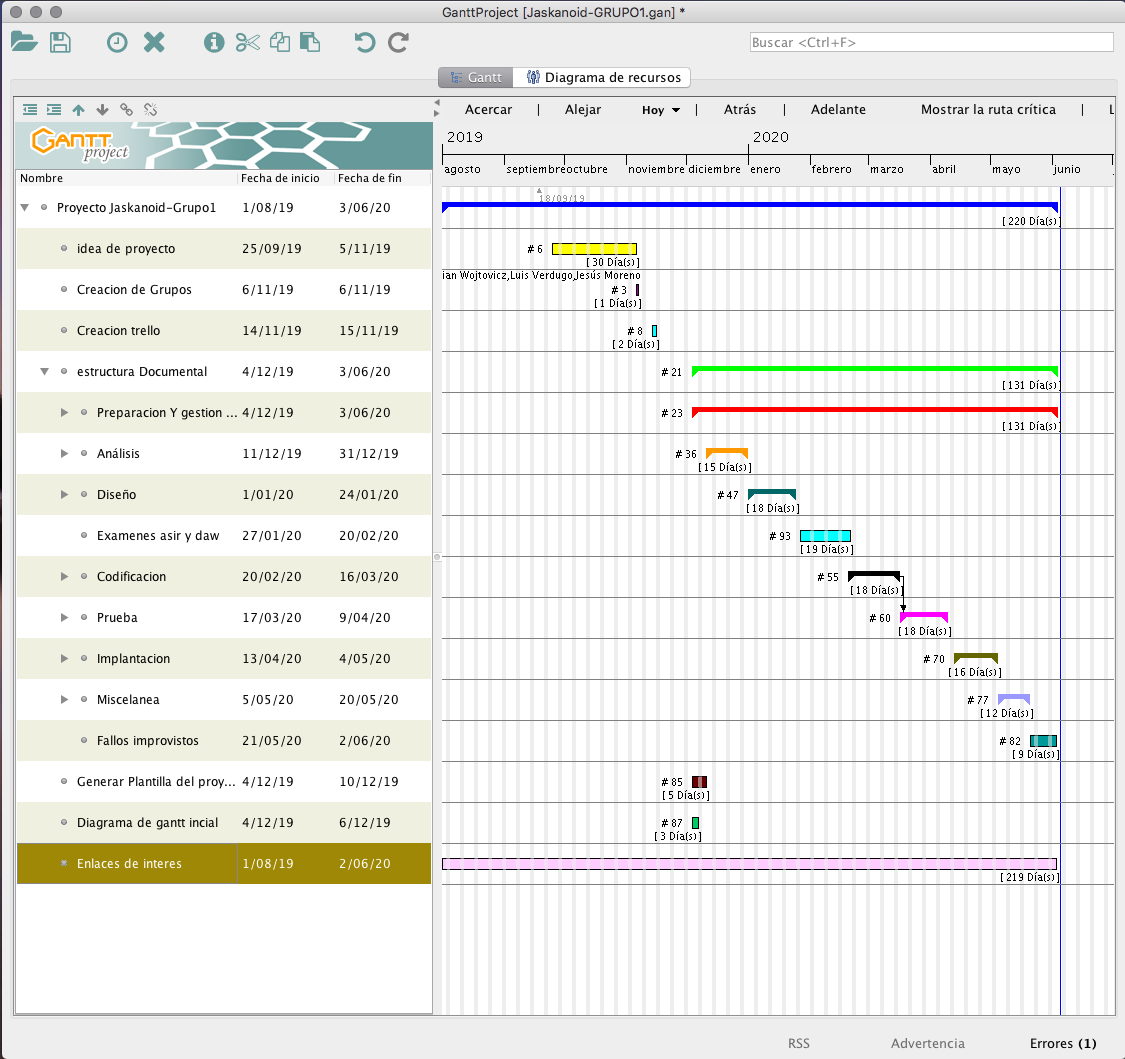 GanttProject [Jaskanoid-GRUPO1.gan] *
Buscar <Ctrl+F>
Gantt
Diagrama de recursos
Acercar | Alejar Hoy | Atrás | Adelante Mostrar la ruta crítica |
GANTT project
2019 2020
agosto septiembre octubre noviembre diciembre enero febrero marzo abril mayo junio
Nombre Fecha de inicio Fecha de fin
18/09/19
Proyecto Jaskanoid-Grupo1 1/08/19 3/06/20
[ 220 Día(s)]
idea de proyecto 25/09/19 5/11/19 # 6
[ 30 Día(s) ]
ian Wojtovicz,Luis Verdugo,Jesús Moreno
Creacion de Grupos 6/11/19 6/11/19 # 3
[ 1 Día(s) ]
Creacion trello 14/11/19 15/11/19 # 8
[ 2 Día(s) ]
estructura Documental 4/12/19 3/06/20 # 21
[ 131 Día(s)]
Preparacion Y gestion ... 4/12/19 3/06/20 # 23
[ 131 Día(s)]
Análisis 11/12/19 31/12/19 # 36
[ 15 Día(s) ]
Diseño 1/01/20 24/01/20 # 47
[ 18 Día(s) ]
Examenes asir y daw 27/01/20 20/02/20 # 93
[ 19 Día(s) ]
Codificacion 20/02/20 16/03/20 # 55
[ 18 Día(s) ]
Prueba 17/03/20 9/04/20 # 60
[ 18 Día(s) ]
Implantacion 13/04/20 4/05/20 # 70
[ 16 Día(s) ]
Miscelanea 5/05/20 20/05/20 # 77
[ 12 Día(s) ]
Fallos improvistos 21/05/20 2/06/20 # 82
[ 9 Día(s) ]
Generar Plantilla del proy... 4/12/19 10/12/19 # 85
[ 5 Día(s) ]
Diagrama de gantt incial 4/12/19 6/12/19 # 87
[ 3 Día(s) ]
Enlaces de interes 1/08/19 2/06/20
[ 219 Día(s) ]
RSS Advertencia Errores (1)